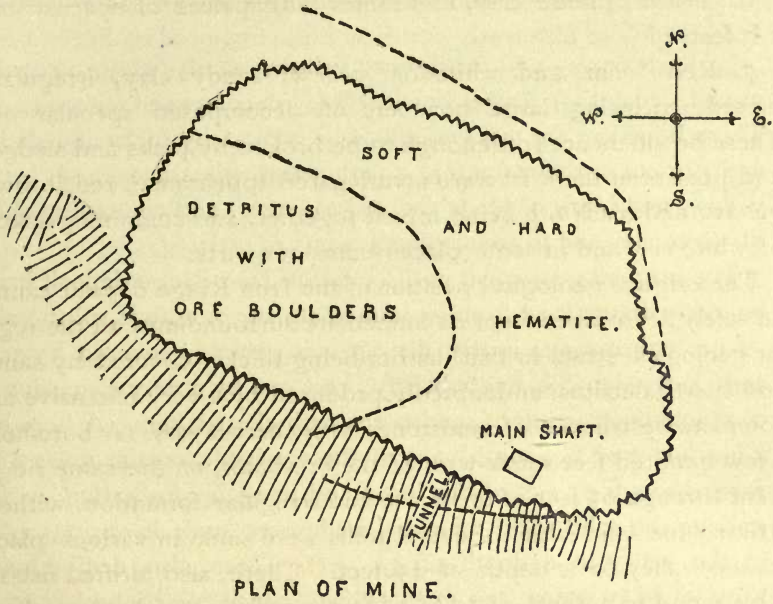 N.
W.
E.
S.
SOFT
AND HARD
HEMATITE.
DETRITUS
WITH
ORE BOULDERS
MAIN SHAFT.
TUNNEL
PLAN OF MINE.